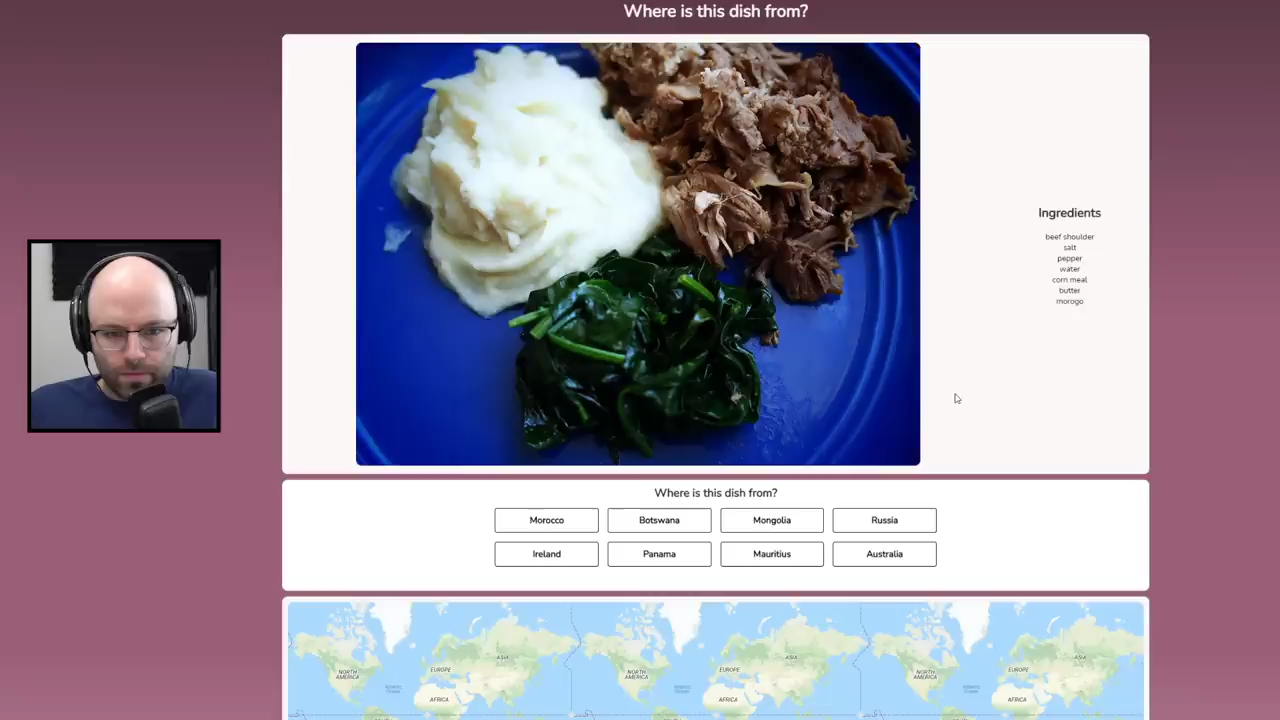 Where is this dish from?
Ingredients
beef shoulder
salt
pepper
water
corn meal
butter
morogo
Where is this dish from?
Morocco
Botswana
Mongolia
Russia
Ireland
Panama
Mauritius
Australia
ASIA
ASIA
ASIA
EUROPE
EUROPE
EUROPE
NORTH
AMERICA
NORTH
AMERICA
NORTH
AMERICA
AFRICA
AFRICA
AFRICA